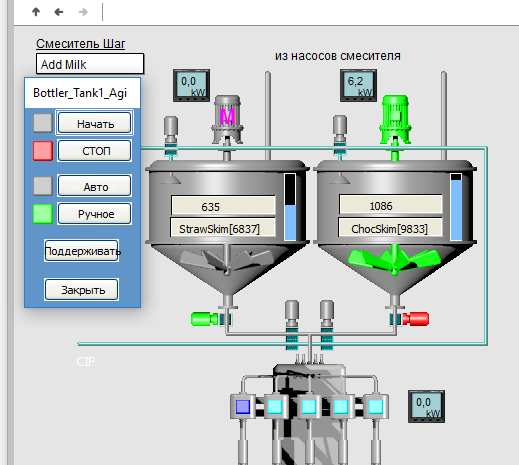 Смеситель Шаг
из насосов смесителя
Add Milk
0,0
kW
6,2
kW
Bottler_Tank1_Agi
M
Начать
СТОП
Авто
Ручное
Поддерживать
Закрыть
635
StrawSkim[6837]
1086
ChocSkim[9833]
CIP
0,0
kW